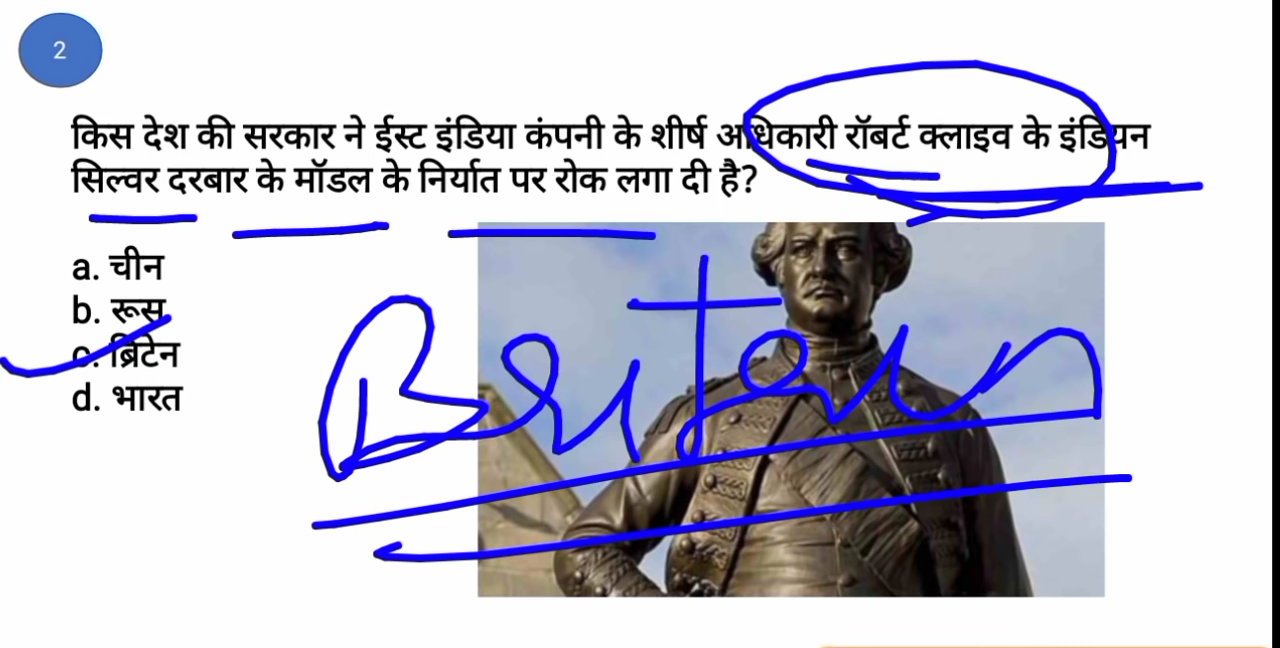 2
किस देश की सरकार ने ईस्ट इंडिया कंपनी के शीर्ष अधिकारी रॉबर्ट क्लाइव के इंडियन
सिल्वर दरबार के मॉडल के निर्यात पर रोक लगा दी है?
a. चीन
b. रूस
c. ब्रिटेन
d. भारत
Britain